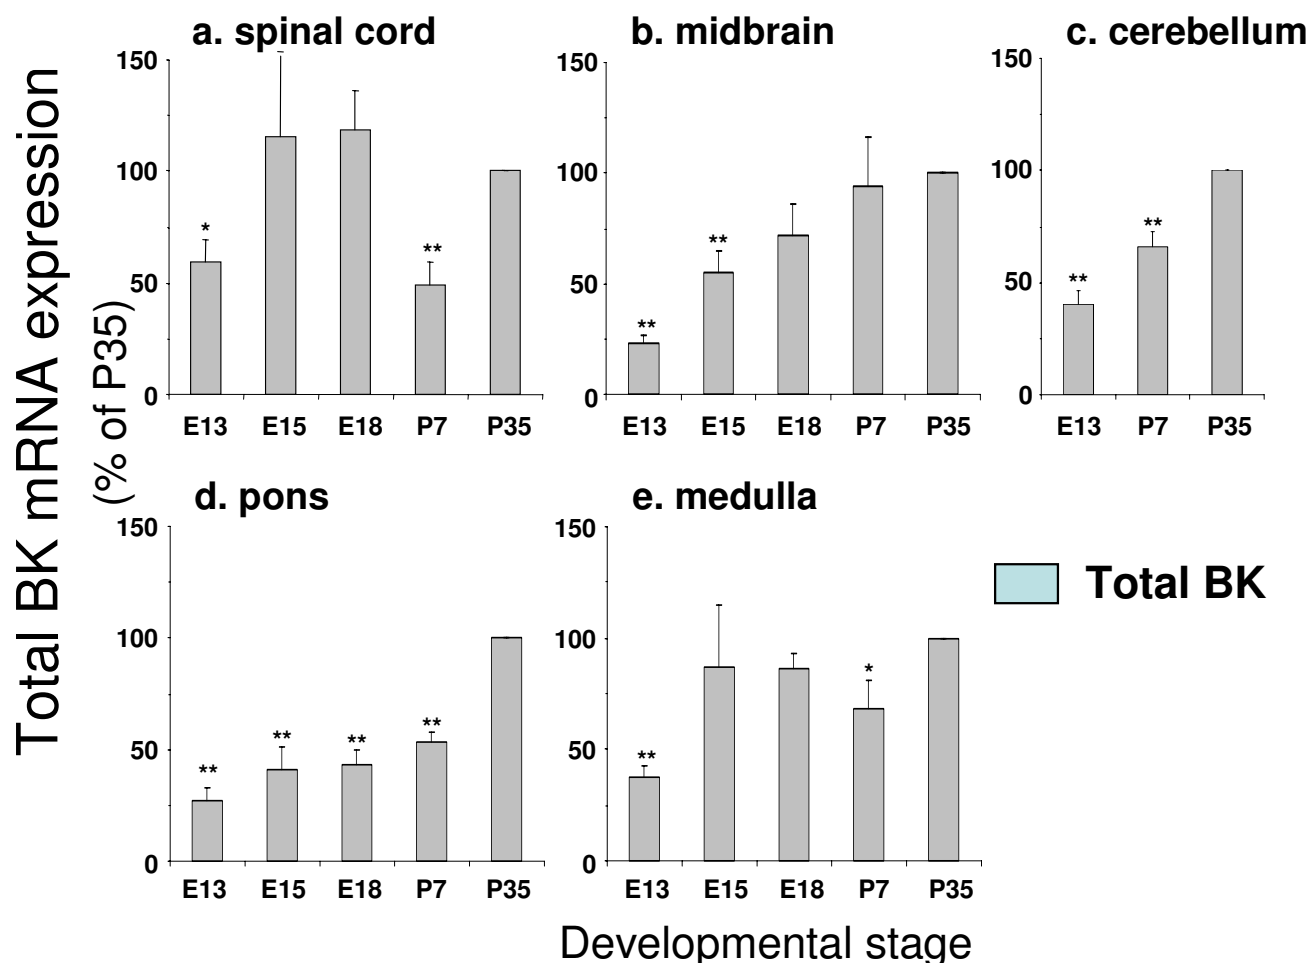 a. spinal cord
b. midbrain
c. cerebellum
Total BK mRNA expression
(% of P35)
150
100
50
0
*
**
E13 E15 E18 P7 P35
150
100
50
0
**
**
E13 E15 E18 P7 P35
150
100
50
0
**
**
E13 P7 P35
d. pons
e. medulla
150
100
50
0
**
**
**
**
E13 E15 E18 P7 P35
150
100
50
0
**
*
E13 E15 E18 P7 P35
Total BK
Developmental stage